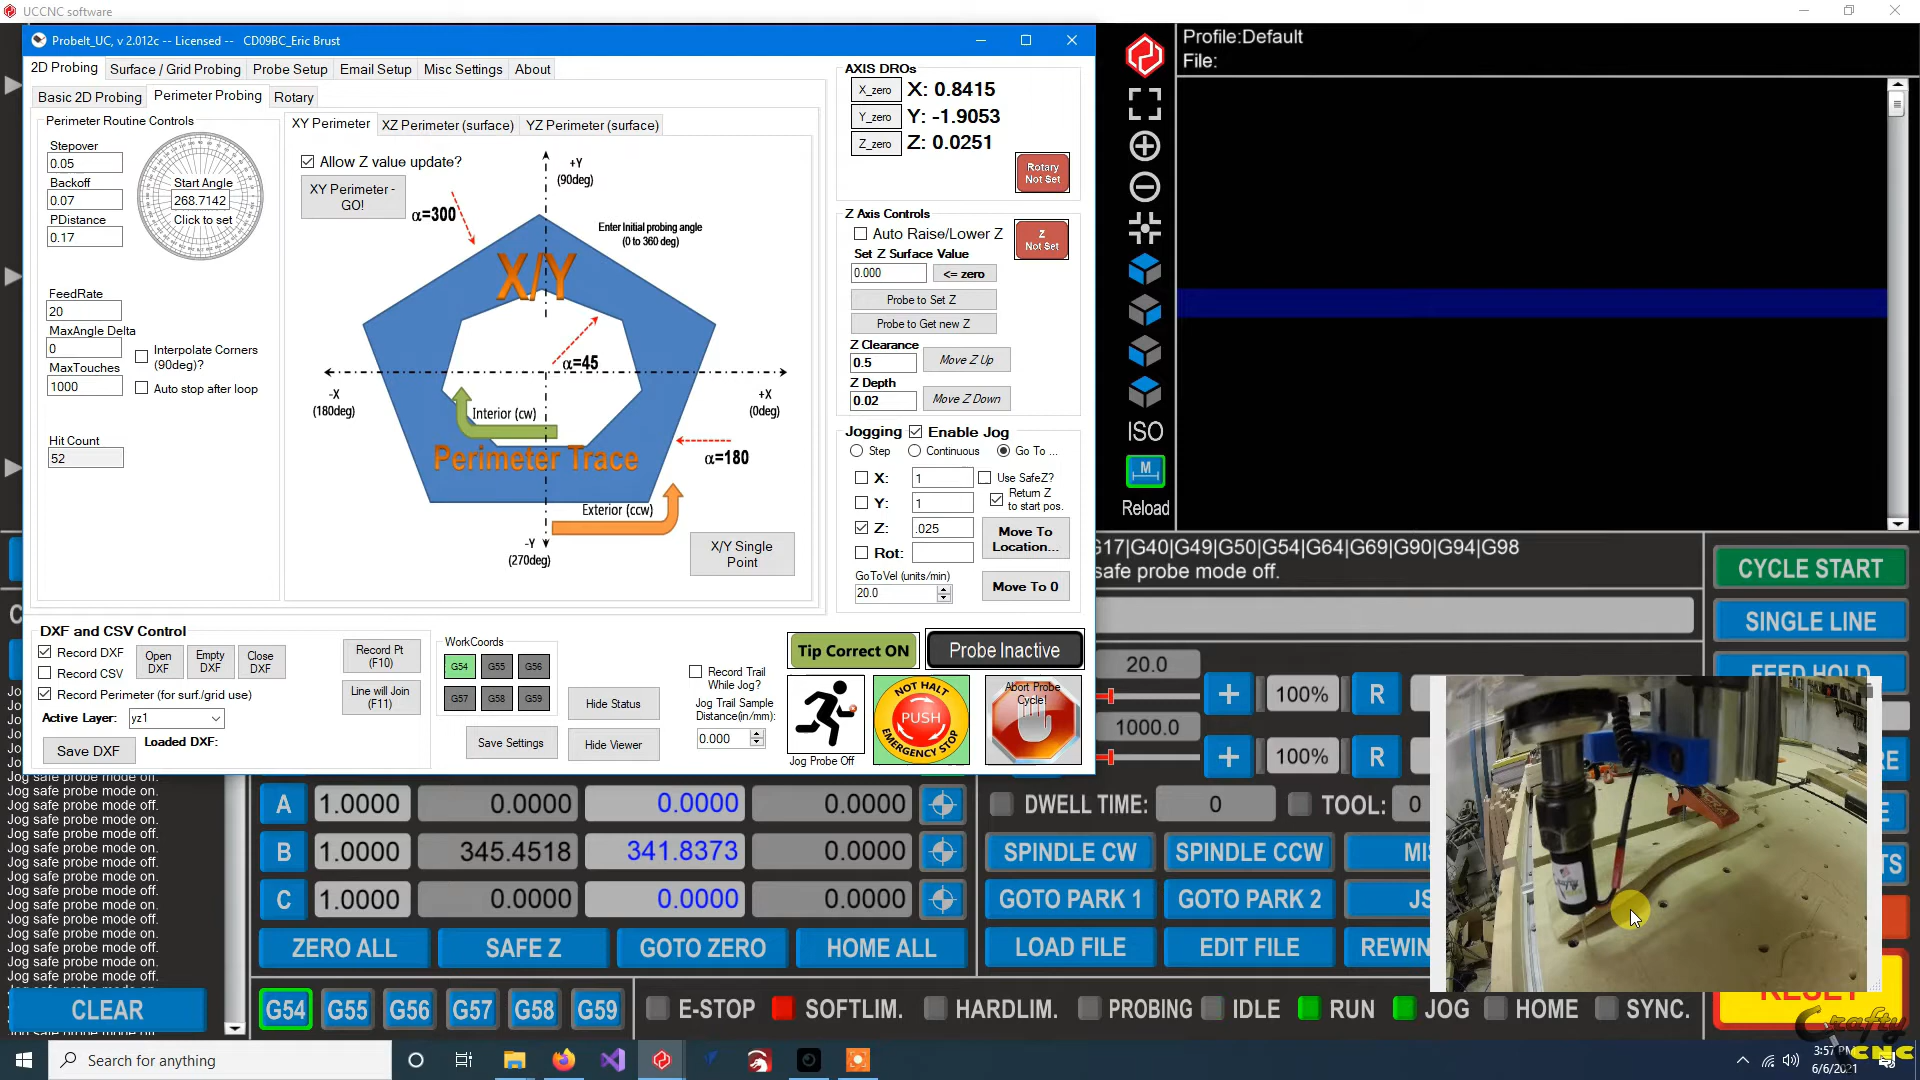 UCCNC software
ProbeIt_UC, v 2.012c -- Licensed -- CD09BC_Eric Brust
2D Probing
Surface / Grid Probing
Probe Setup
Email Setup
Misc Settings
About
Basic 2D Probing
Perimeter Probing
Rotary
Perimeter Routine Controls
Stepover
0.05
Backoff
0.07
PDistance
0.17
Start Angle
268.7142
Click to set
FeedRate
20
MaxAngle Delta
0
MaxTouches
1000
Interpolate Corners
(90deg)?
Auto stop after loop
Hit Count
52
XY Perimeter
XZ Perimeter (surface)
YZ Perimeter (surface)
Allow Z value update?
XY Perimeter -
GO!
+Y
(90deg)
α=300
Enter Initial probing angle
(0 to 360 deg)
X/Y
α=45
-X
(180deg)
+X
(0deg)
Interior (cw)
Perimeter Trace
α=180
Exterior (ccw)
-Y
(270deg)
X/Y Single
Point
AXIS DROs
X_zero
X: 0.8415
Y_zero
Y: -1.9053
Z_zero
Z: 0.0251
Rotary
Not Set
Z Axis Controls
Auto Raise/Lower Z
Z
Not Set
Set Z Surface Value
0.000
<= zero
Probe to Set Z
Probe to Get new Z
Z Clearance
0.5
Move Z Up
Z Depth
0.02
Move Z Down
Jogging
Enable Jog
Step
Continuous
Go To ...
X:
1
Use SafeZ?
Y:
1
Return Z
to start pos.
Z:
.025
Move To
Location...
Rot:
GoToVel (units/min)
20.0
Move To 0
DXF and CSV Control
Record DXF
Open
DXF
Empty
DXF
Close
DXF
Record CSV
Record Perimeter (for surf./grid use)
Active Layer:
yz1
Loaded DXF:
Save DXF
Record Pt
(F10)
Line will Join
(F11)
WorkCoords
G54
G55
G56
G57
G58
G59
Save Settings
Hide Status
Hide Viewer
Record Trail
While Jog?
Jog Trail Sample
Distance(in/mm):
0.000
Tip Correct ON
Probe Inactive
Jog Probe Off
NOT HALT
PUSH
EMERGENCY STOP
Abort Probe
Cycle!
Profile:Default
File:
ISO
M
Reload
G17|G40|G49|G50|G54|G64|G69|G90|G94|G98
safe probe mode off.
CYCLE START
SINGLE LINE
FEED HOLD
20.0
100%
R
1000.0
100%
R
Jog safe probe mode off.
Jog safe probe mode on.
Jog safe probe mode off.
Jog safe probe mode on.
Jog safe probe mode off.
Jog safe probe mode on.
Jog safe probe mode off.
Jog safe probe mode on.
Jog safe probe mode off.
Jog safe probe mode on.
Jog safe probe mode off.
Jog safe probe mode on.
Jog safe probe mode off.
Jog safe probe mode on.
Jog safe probe mode off.
Jog safe probe mode on.
Jog safe probe mode off.
CLEAR
A
1.0000
0.0000
0.0000
0.0000
B
1.0000
345.4518
341.8373
0.0000
C
1.0000
0.0000
0.0000
0.0000
ZERO ALL
SAFE Z
GOTO ZERO
HOME ALL
DWELL TIME:
0
TOOL:
0
SPINDLE CW
SPINDLE CCW
GOTO PARK 1
GOTO PARK 2
LOAD FILE
EDIT FILE
G54
G55
G56
G57
G58
G59
E-STOP
SOFTLIM.
HARDLIM.
PROBING
IDLE
RUN
JOG
HOME
SYNC.
RESET
Crafty
CNC
Search for anything
3:57 PM
6/6/2021